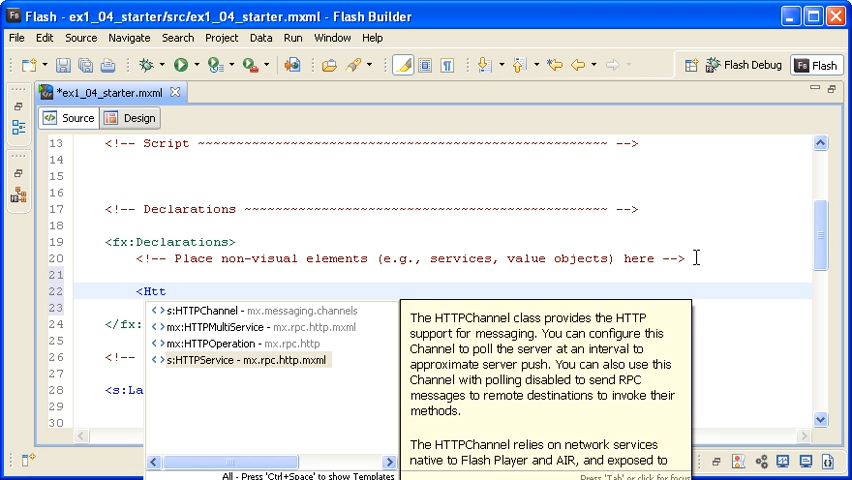 Flash - ex1_04_starter/src/ex1_04_starter.mxml - Flash Builder
File Edit Source Navigate Search Project Data Run Window Help
Flash Debug Fb Flash
*ex1_04_starter.mxml
Source Design
13 <!-- Script ~~~~~~~~~~~~~~~~~~~~~~~~~~~~~~~~~~~~~~~~~~~~~~~~~~~~~ -->
14
15
16
17 <!-- Declarations ~~~~~~~~~~~~~~~~~~~~~~~~~~~~~~~~~~~~~~~~~~~~~~~ -->
18
19 <fx:Declarations>
20 <!-- Place non-visual elements (e.g., services, value objects) here -->
21
22 <Htt
23
24 </fx:
25
26 <!--
27
28 <s:La
29
30
s:HTTPChannel - mx.messaging.channels
mx:HTTPMultiService - mx.rpc.http.mxml
mx:HTTPOperation - mx.rpc.http
s:HTTPService - mx.rpc.http.mxml
All - Press 'Ctrl+Space' to show Templates
The HTTPChannel class provides the HTTP
support for messaging. You can configure this
Channel to poll the server at an interval to
approximate server push. You can also use this
Channel with polling disabled to send RPC
messages to remote destinations to invoke their
methods.
The HTTPChannel relies on network services
native to Flash Player and AIR, and exposed to
Press 'Tab' or click for focus